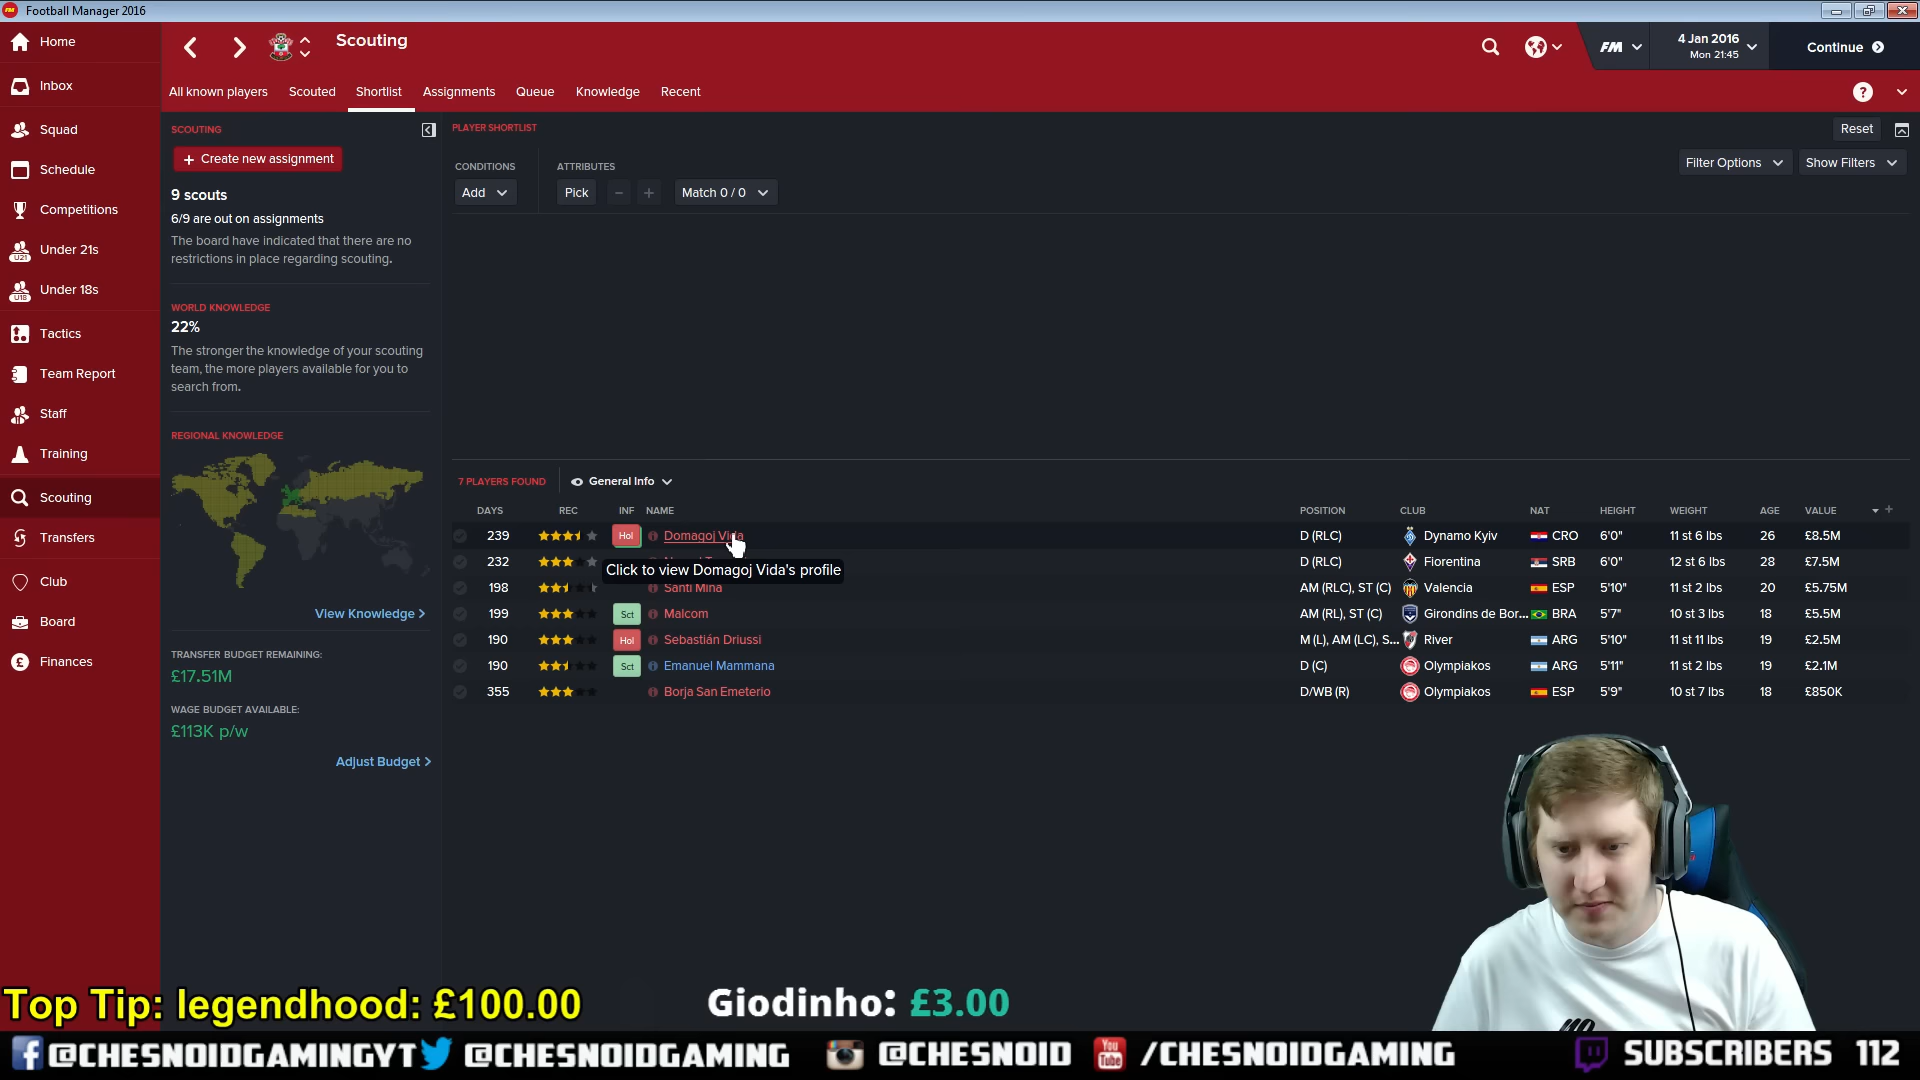 Football Manager 2016
Home
Inbox
Squad
Schedule
Competitions
Under 21s
Under 18s
Tactics
Team Report
Staff
Training
Scouting
Transfers
Club
Board
Finances
Scouting
FM
4 Jan 2016
Mon 21:45
Continue
All known players Scouted Shortlist Assignments Queue Knowledge Recent
SCOUTING
Create new assignment
9 scouts
6/9 are out on assignments
The board have indicated that there are no
restrictions in place regarding scouting.
WORLD KNOWLEDGE
22%
The stronger the knowledge of your scouting
team, the more players available for you to
search from.
REGIONAL KNOWLEDGE
View Knowledge >
TRANSFER BUDGET REMAINING:
£17.51M
WAGE BUDGET AVAILABLE:
£113K p/w
Adjust Budget >
PLAYER SHORTLIST
Reset
CONDITIONS ATTRIBUTES
Filter Options Show Filters
Add Pick - + Match 0 / 0
7 PLAYERS FOUND General Info
DAYS REC INF NAME POSITION CLUB NAT HEIGHT WEIGHT AGE VALUE
239 Hol Domagoj Vida D (RLC) Dynamo Kyiv CRO 6'0" 11 st 6 lbs 26 £8.5M
232 D (RLC) Fiorentina SRB 6'0" 12 st 6 lbs 28 £7.5M
Click to view Domagoj Vida's profile
198 Santi Mina AM (RLC), ST (C) Valencia ESP 5'10" 11 st 2 lbs 20 £5.75M
199 Sct Malcom AM (RL), ST (C) Girondins de Bor... BRA 5'7" 10 st 3 lbs 18 £5.5M
190 Hol Sebastián Driussi M (L), AM (LC), S... River ARG 5'10" 11 st 11 lbs 19 £2.5M
190 Sct Emanuel Mammana D (C) Olympiakos ARG 5'11" 11 st 2 lbs 19 £2.1M
355 Borja San Emeterio D/WB (R) Olympiakos ESP 5'9" 10 st 7 lbs 18 £850K
Top Tip: legendhood: £100.00
Giodinho: £3.00
@CHESNOIDGAMINGYT @CHESNOIDGAMING @CHESNOID /CHESNOIDGAMING SUBSCRIBERS 112